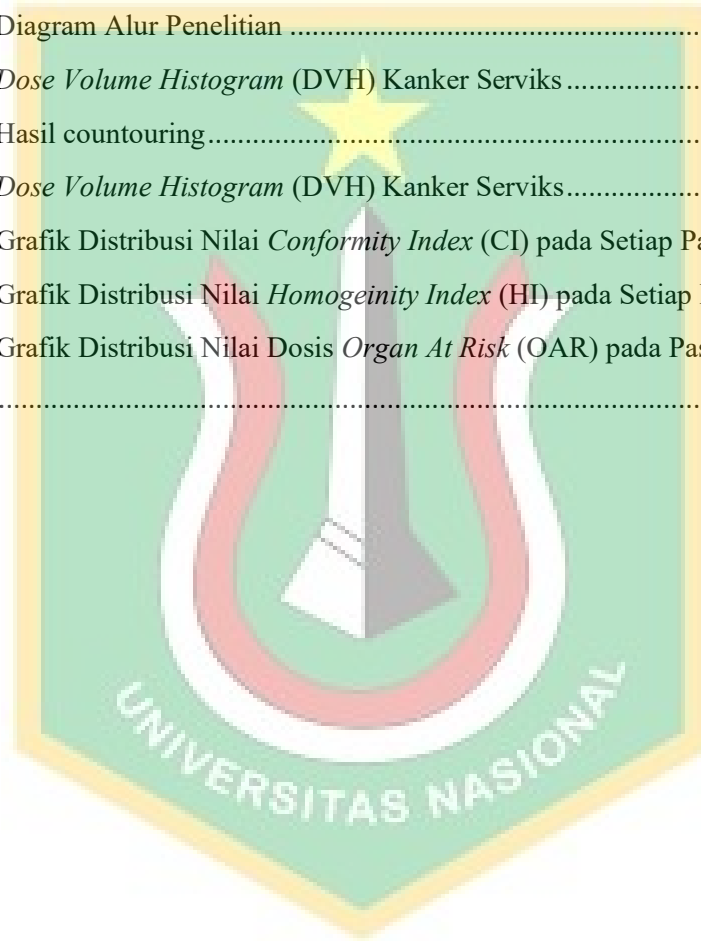 Diagram Alur Penelitian ........................................................
Dose Volume Histogram (DVH) Kanker Serviks ..................
Hasil countouring..................................................................
Dose Volume Histogram (DVH) Kanker Serviks..................
Grafik Distribusi Nilai Conformity Index (CI) pada Setiap
Grafik Distribusi Nilai Homogeinity Index (HI) pada Setiap
Grafik Distribusi Nilai Dosis Organ At Risk (OAR) pada
................................................................................................
UNIVERSITAS NASIONAL